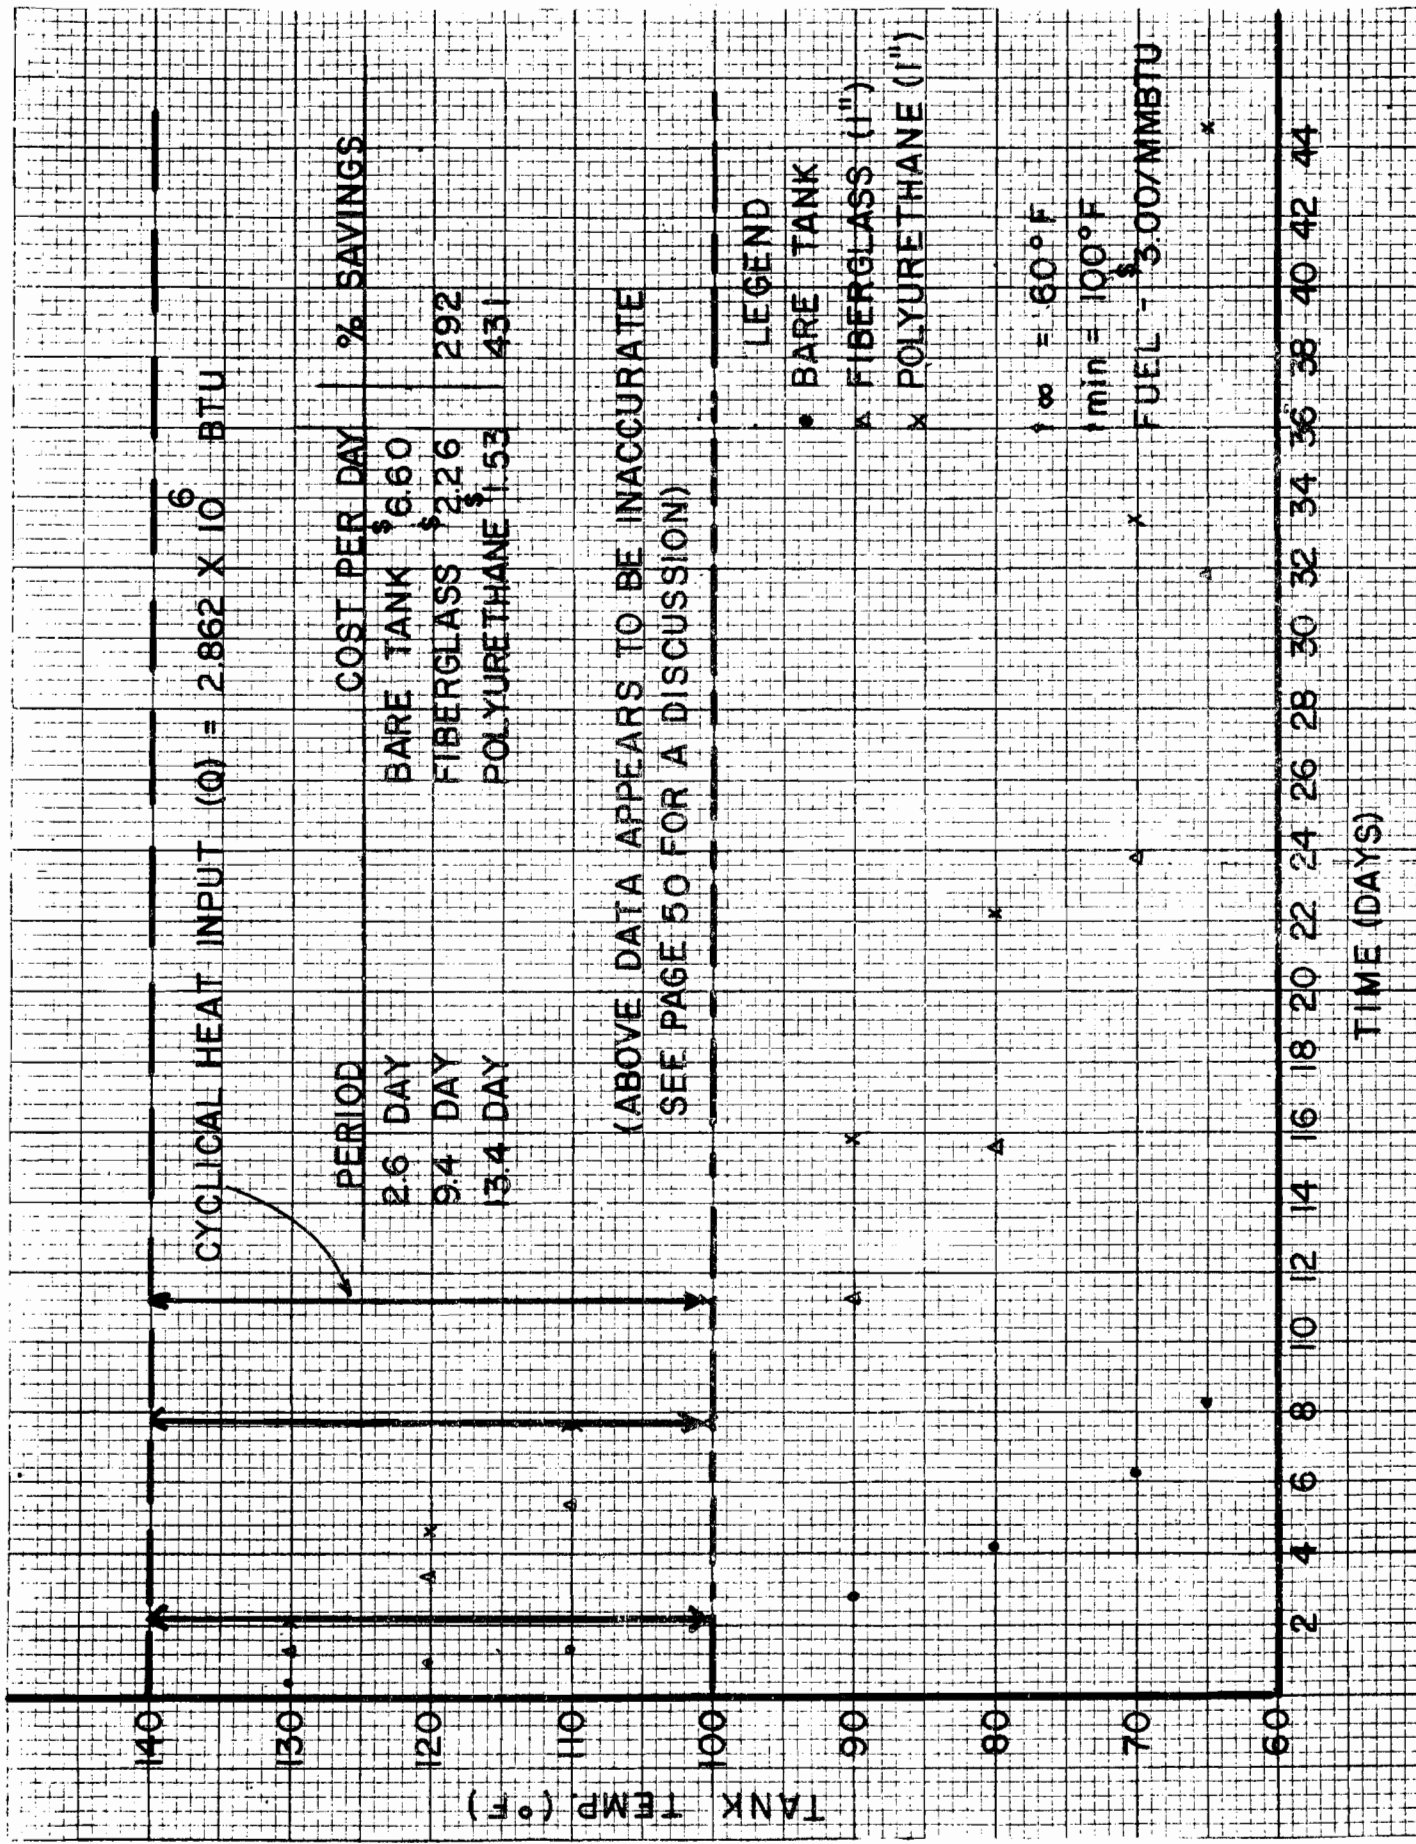 CYCLICAL HEAT INPUT (Q) = 2.862 X 10⁶ BTU
PERIOD COST PER DAY % SAVINGS
2.6 DAY BARE TANK $6.60
9.4 DAY FIBERGLASS $2.26 292
13.4 DAY POLYURETHANE $1.53 431
(ABOVE DATA APPEARS TO BE INACCURATE
SEE PAGE 50 FOR A DISCUSSION)
LEGEND
• BARE TANK
△ FIBERGLASS (1")
x POLYURETHANE (1")
t ∞ = 60°F
t min = 100°F
FUEL - $3.00/MMBTU
TANK TEMP. (°F)
140
130
120
110
100
90
80
70
60
2 4 6 8 10 12 14 16 18 20 22 24 26 28 30 32 34 36 38 40 42 44
TIME (DAYS)